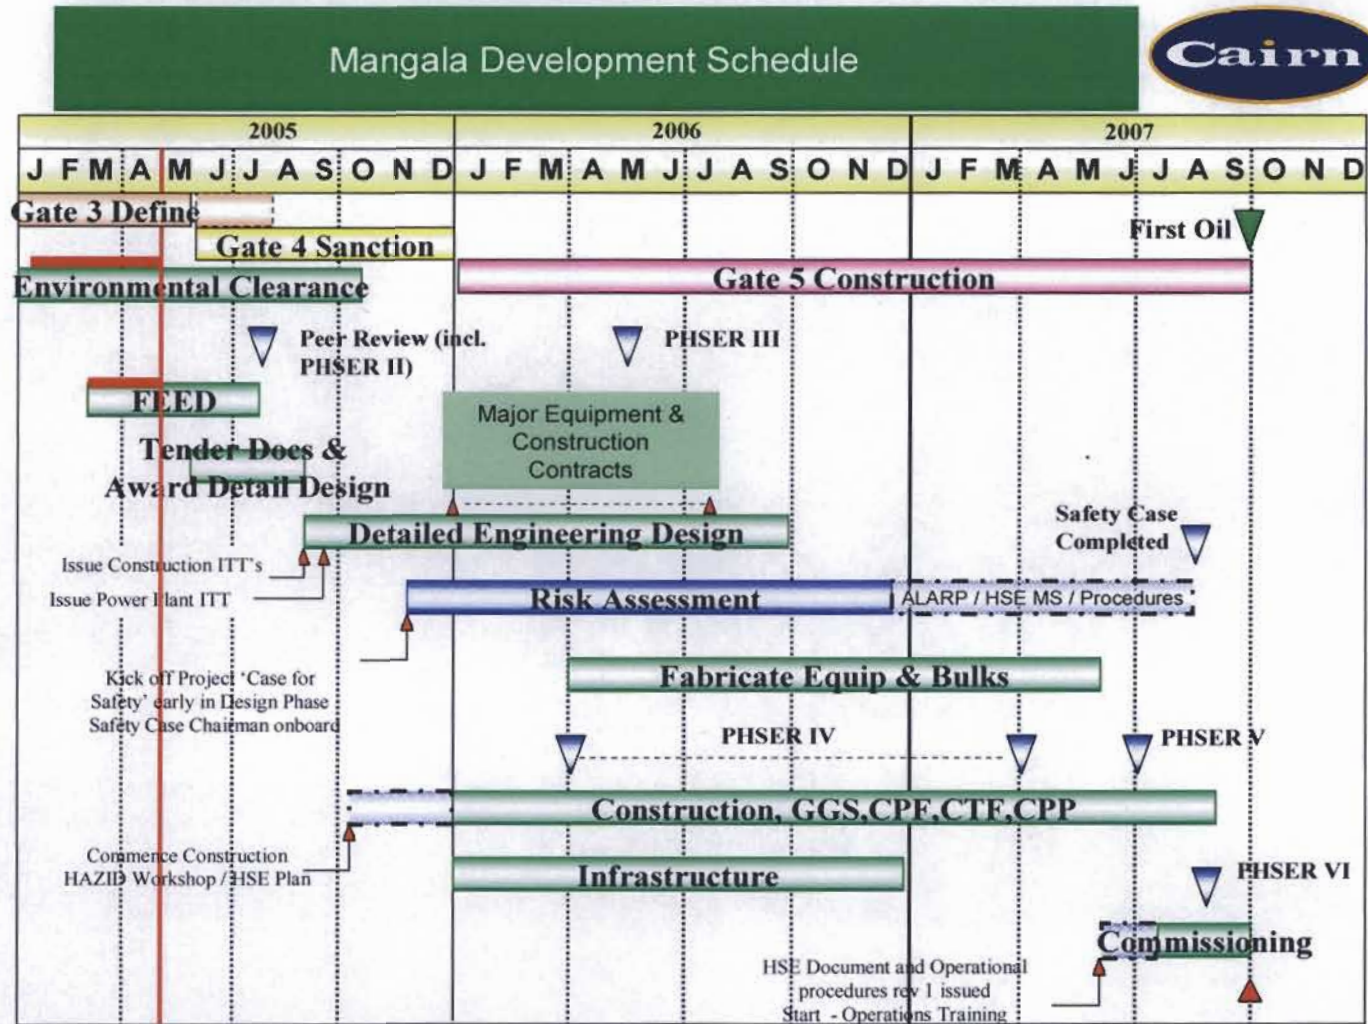 Mangala Development Schedule
Cairn
2005 2006 2007
J F M A M J J A S O N D J F M A M J J A S O N D J F M A M J J A S O N D
Gate 3 Define
First Oil
Gate 4 Sanction
Environmental Clearance
Gate 5 Construction
Peer Review (incl.
PHSER II)
PHSER III
FEED
Major Equipment &
Construction
Contracts
Tender Docs &
Award Detail Design
Detailed Engineering Design
Safety Case
Completed
Issue Construction ITT's
Issue Power Plant ITT
Risk Assessment
ALARP / HSE MS / Procedures
Kick off Project 'Case for
Safety' early in Design Phase
Safety Case Chairman onboard
Fabricate Equip & Bulks
PHSER IV
PHSER V
Construction, GGS,CPF,CTF,CPP
Commence Construction
HAZID Workshop / HSE Plan
Infrastructure
PHSER VI
Commissioning
HSE Document and Operational
procedures rev 1 issued
Start - Operations Training